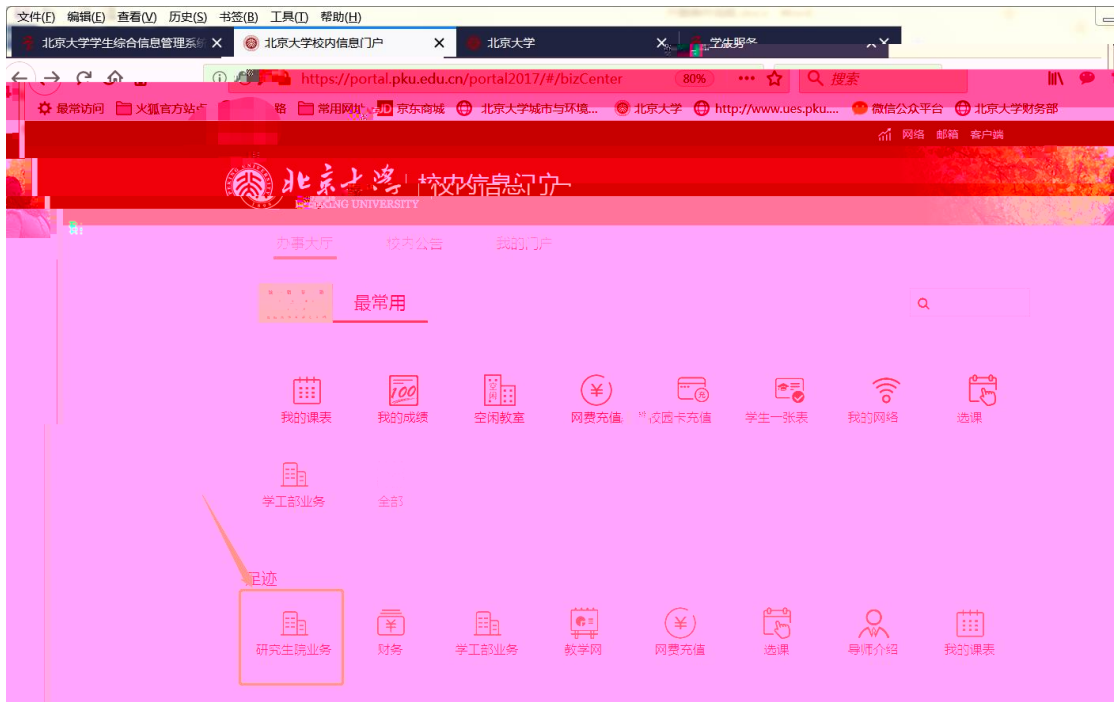 文件(F) 编辑(E) 查看(V) 历史(S) 书签(B) 工具(T) 帮助(H)
北京大学学生综合信息管理系统 北京大学校内信息门户 北京大学 学生服务
https://portal.pku.edu.cn/portal2017/#/bizCenter 80% 搜索
最常访问 火狐官方站点 常用网址 JD 京东商城 北京大学城市与环境... 北京大学 http://www.ues.pku.... 微信公众平台 北京大学财务部
网络 邮箱 客户端
北京大学 校内信息门户
PEKING UNIVERSITY
办事大厅 校内公告 我的门户
最常用
我的课表 我的成绩 空闲教室 网费充值 校园卡充值 学生一张表 我的网络 选课
学工部业务 全部
足迹
研究生院业务 财务 学工部业务 教学网 网费充值 选课 导师介绍 我的课表